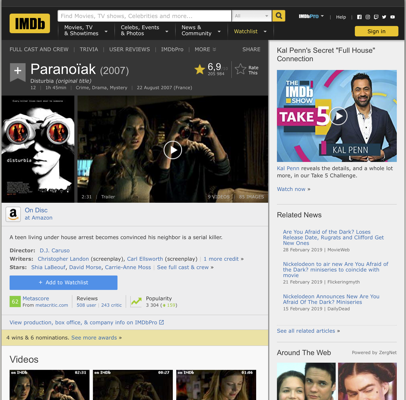 IMDb
Find Movies, TV shows, Celebrities and more...
All
IMDbPro
Help
Movies, TV
& Showtimes
Celebs, Events
& Photos
News &
Community
Watchlist
Sign in
FULL CAST AND CREW | TRIVIA | USER REVIEWS | IMDbPro | MORE
SHARE
Paranoïak (2007)
Disturbia (original title)
12 | 1h 45min | Crime, Drama, Mystery | 22 August 2007 (France)
6,9
Rate
This
disturbia
2:31 | Trailer
9 VIDEOS
On Disc
at Amazon
A teen living under house arrest becomes convinced his neighbor is a serial killer.
Director: D.J. Caruso
Writers: Christopher Landon (screenplay), Carl Ellsworth (screenplay) | 1 more credit »
Stars: Shia LaBeouf, David Morse, Carrie-Anne Moss | See full cast & crew »
+ Add to Watchlist
62
Metascore
From metacritic.com
Reviews
508 user | 243 critic
Popularity
View production, box office, & company info on IMDbPro
4 wins & 6 nominations. See more awards »
Videos
Kal Penn's Secret "Full House"
Connection
THE
IMDb
SHOW
TAKE 5
KAL PENN
Kal Penn reveals the details, and a whole lot
more, in our Take 5 Challenge.
Watch now »
Related News
Are You Afraid of the Dark? Loses
Release Date, Rugrats and Clifford Get
New Ones
28 February 2019 | MovieWeb
Nickelodeon to air new Are You Afraid of
the Dark? miniseries to coincide with
movie
21 February 2019 | Flickeringmyth
Nickelodeon Announces New Are You
Afraid Of The Dark? Miniseries
15 February 2019 | DailyDead
See all related articles »
Around The Web
Powered by ZergNet